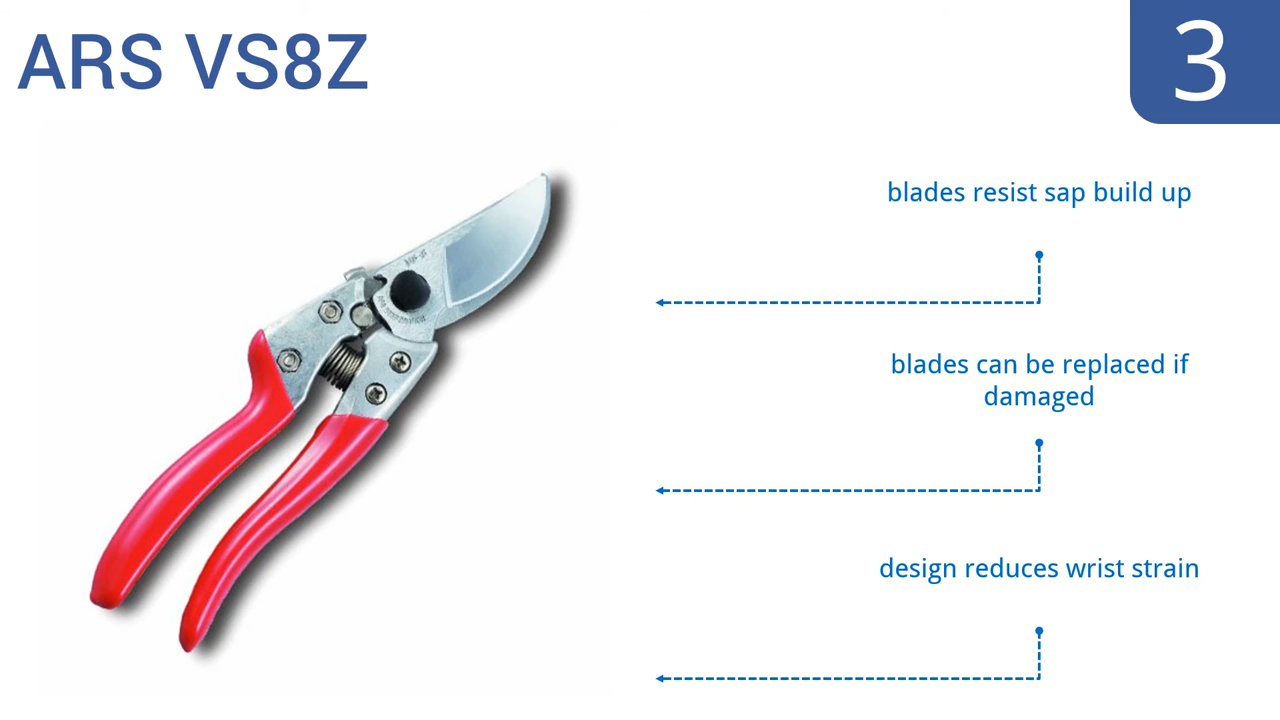 ARS VS8Z
3
blades resist sap build up
blades can be replaced if
damaged
design reduces wrist strain